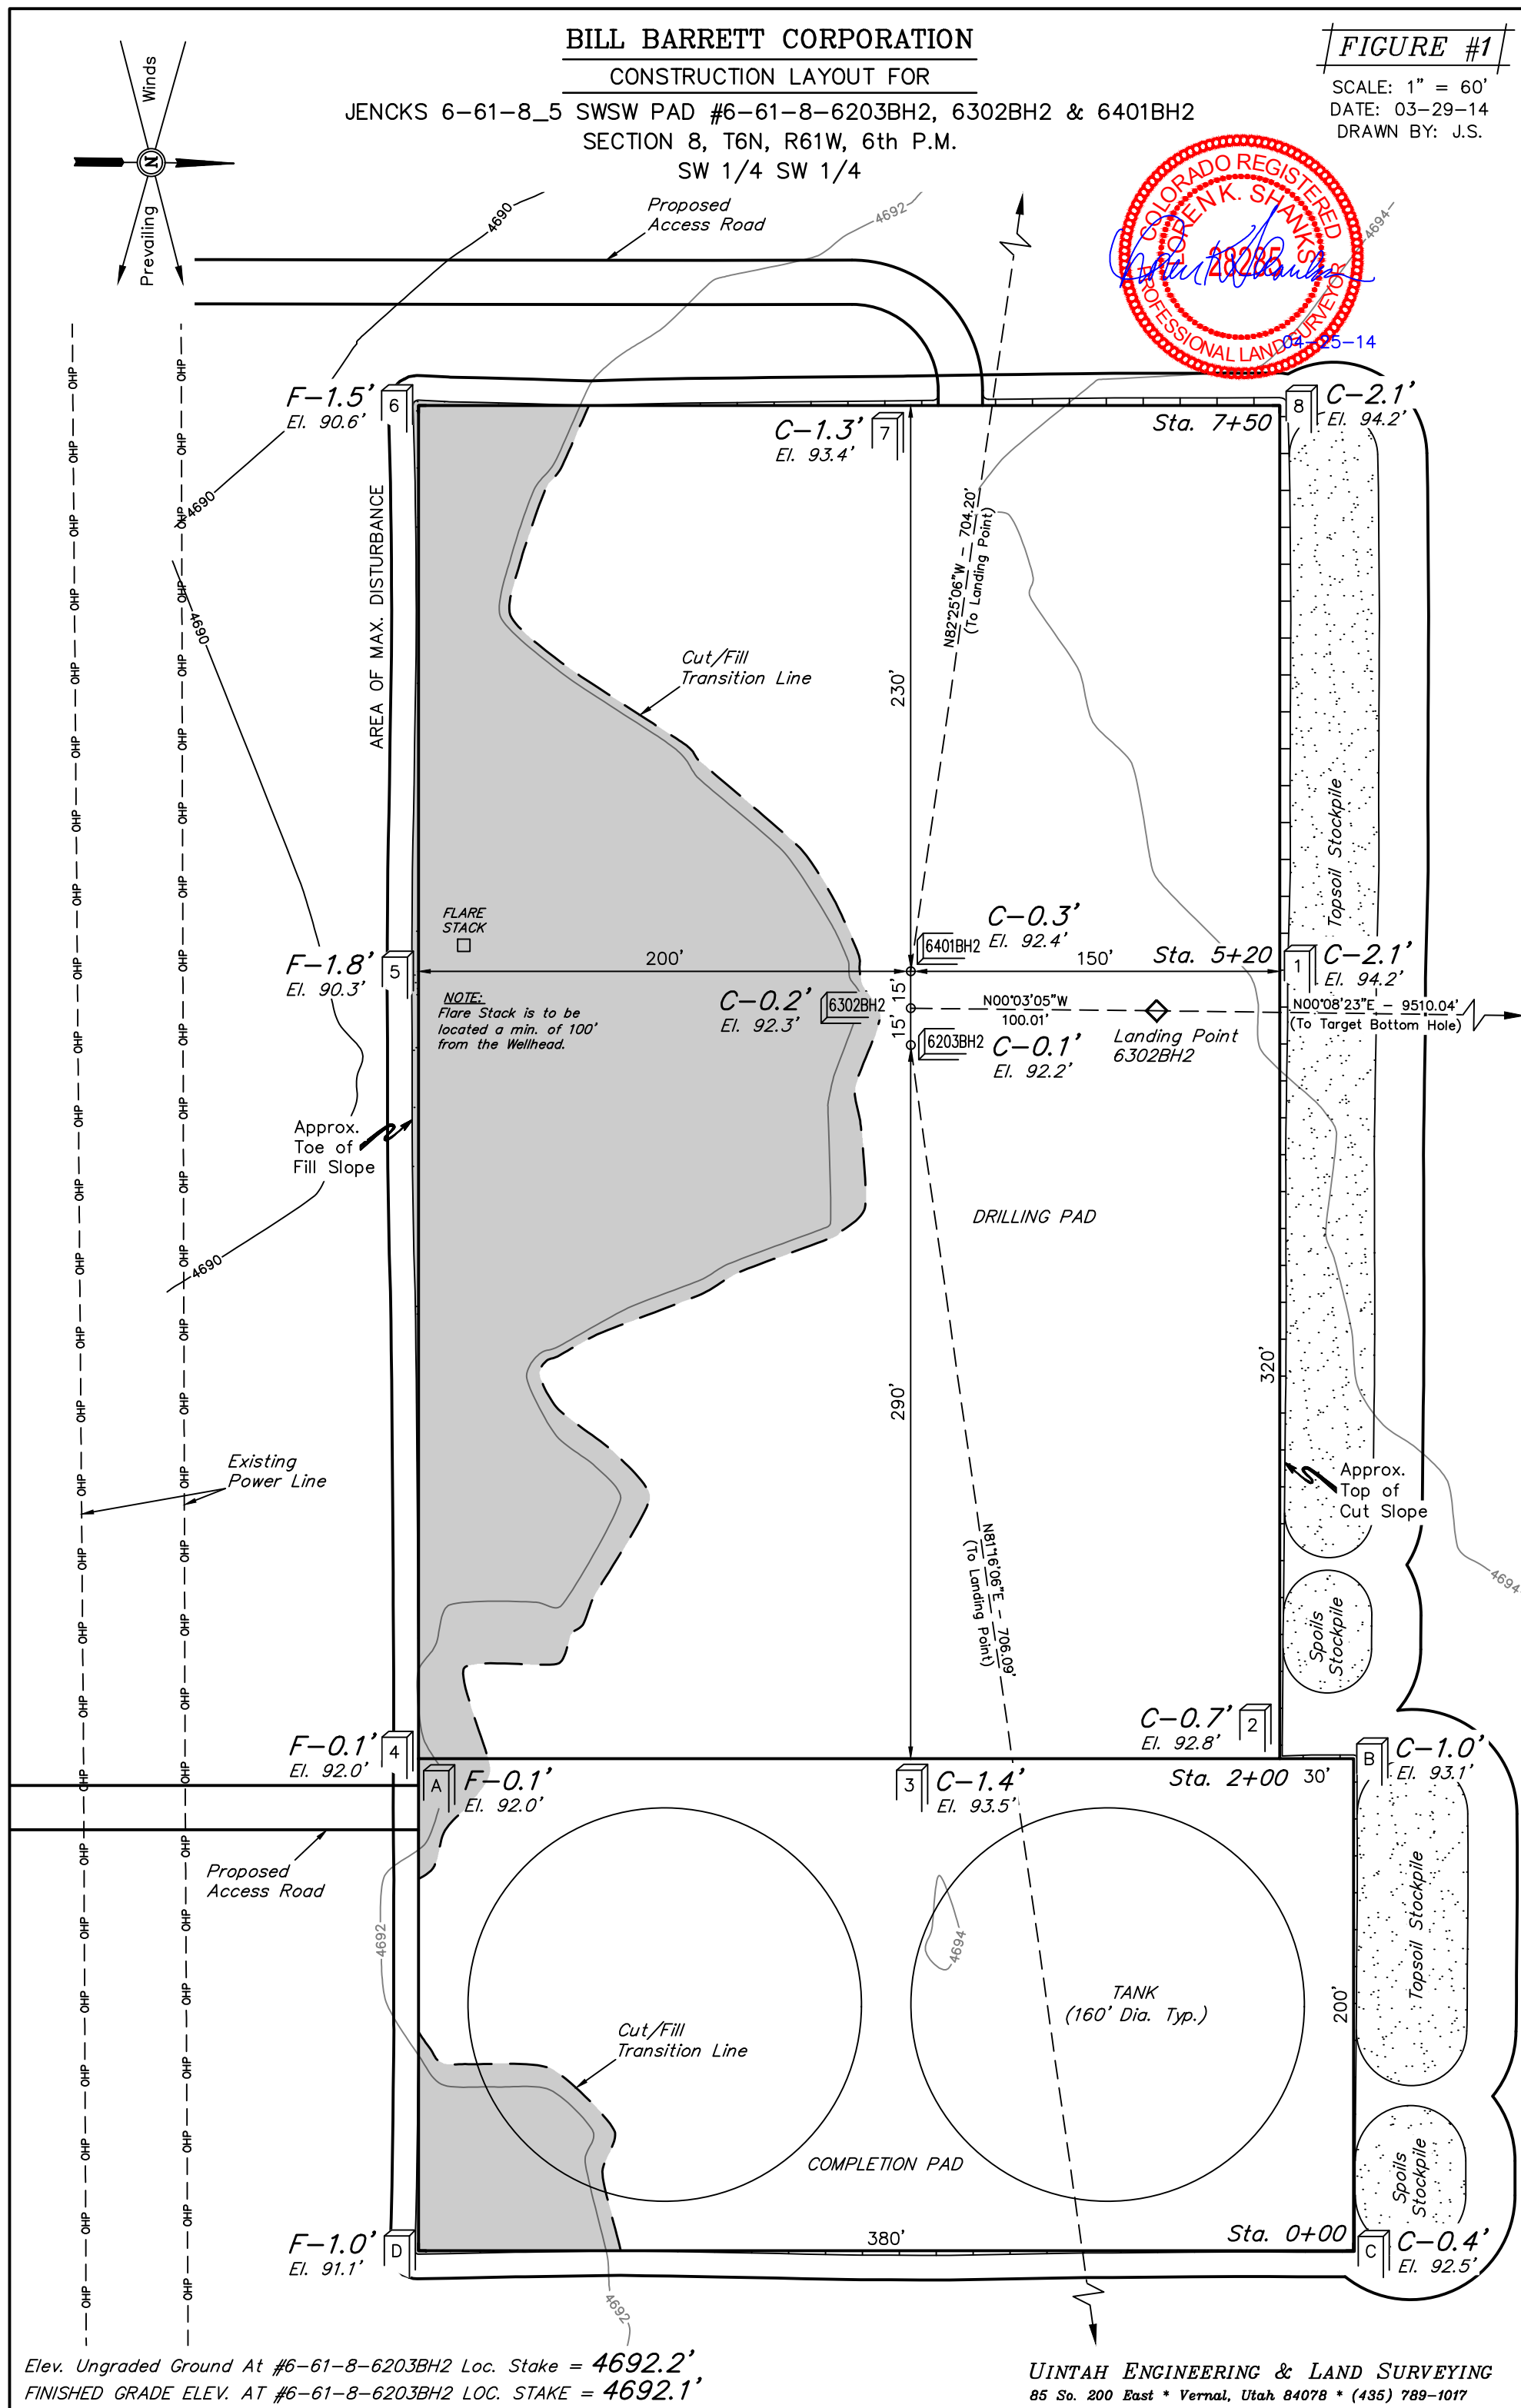 BILL BARRETT CORPORATION
CONSTRUCTION LAYOUT FOR
JENCKS 6-61-8_5 SWSW PAD #6-61-8-6203BH2, 6302BH2 & 6401BH2
SECTION 8, T6N, R61W, 6th P.M.
SW 1/4 SW 1/4
FIGURE #1
SCALE: 1" = 60'
DATE: 03-29-14
DRAWN BY: J.S.
Winds
N
Prevailing
COLORADO REGISTERED
LOREN K. SHANKS
28285
PROFESSIONAL LAND SURVEYOR
04-25-14
Proposed
Access Road
4690
4692
4694
F-1.5'
El. 90.6'
6
C-1.3'
El. 93.4'
7
Sta. 7+50
8
C-2.1'
El. 94.2'
OHP
4690
4690
AREA OF MAX. DISTURBANCE
N82°25'06"W - 704.20'
(To Landing Point)
Cut/Fill
Transition Line
230'
Topsoil Stockpile
FLARE
STACK
F-1.8'
El. 90.3'
5
200'
6401BH2
C-0.3'
El. 92.4'
150'
Sta. 5+20
1
C-2.1'
El. 94.2'
NOTE:
Flare Stack is to be
located a min. of 100'
from the Wellhead.
C-0.2'
El. 92.3'
6302BH2
15'
15'
N00°03'05"W
100.01'
N00°08'23"E - 9510.04'
(To Target Bottom Hole)
6203BH2
C-0.1'
El. 92.2'
Landing Point
6302BH2
Approx.
Toe of
Fill Slope
DRILLING PAD
4690
320'
290'
Existing
Power Line
Approx.
Top of
Cut Slope
N81°16'06"E - 706.09'
(To Landing Point)
4694
Spoils
Stockpile
F-0.1'
El. 92.0'
4
C-0.7'
El. 92.8'
2
A
F-0.1'
El. 92.0'
3
C-1.4'
El. 93.5'
Sta. 2+00
30'
B
C-1.0'
El. 93.1'
Proposed
Access Road
4692
4694
Topsoil Stockpile
TANK
(160' Dia. Typ.)
200'
Cut/Fill
Transition Line
COMPLETION PAD
Spoils
Stockpile
F-1.0'
El. 91.1'
D
380'
Sta. 0+00
C
C-0.4'
El. 92.5'
4692
Elev. Ungraded Ground At #6-61-8-6203BH2 Loc. Stake = 4692.2'
FINISHED GRADE ELEV. AT #6-61-8-6203BH2 LOC. STAKE = 4692.1'
UINTAH ENGINEERING & LAND SURVEYING
85 So. 200 East * Vernal, Utah 84078 * (435) 789-1017